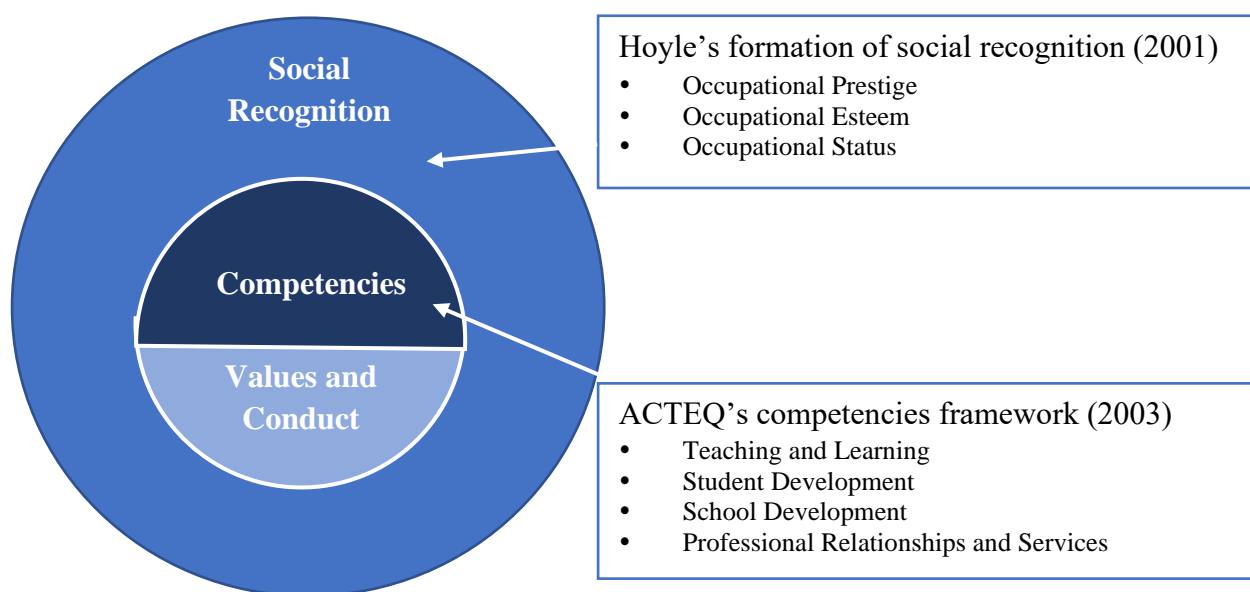 Social
Recognition
Competencies
Values and
Conduct
Hoyle’s formation of social recognition (2001)
• Occupational Prestige
• Occupational Esteem
• Occupational Status
ACTEQ’s competencies framework (2003)
• Teaching and Learning
• Student Development
• School Development
• Professional Relationships and Services